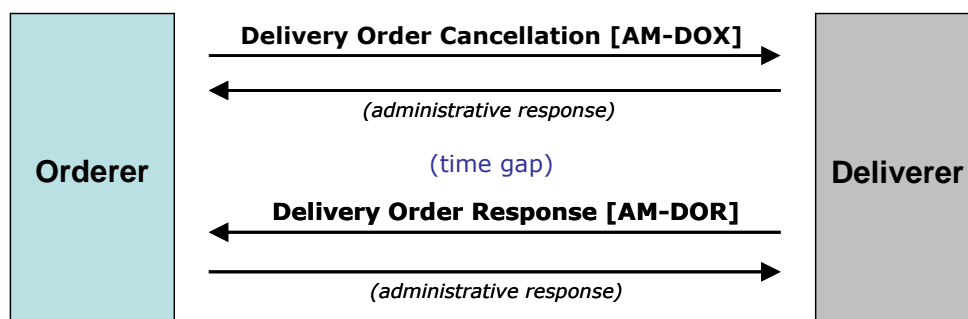 Delivery Order Cancellation [AM-DOX]
(administrative response)
Orderer
(time gap)
Deliverer
Delivery Order Response [AM-DOR]
(administrative response)